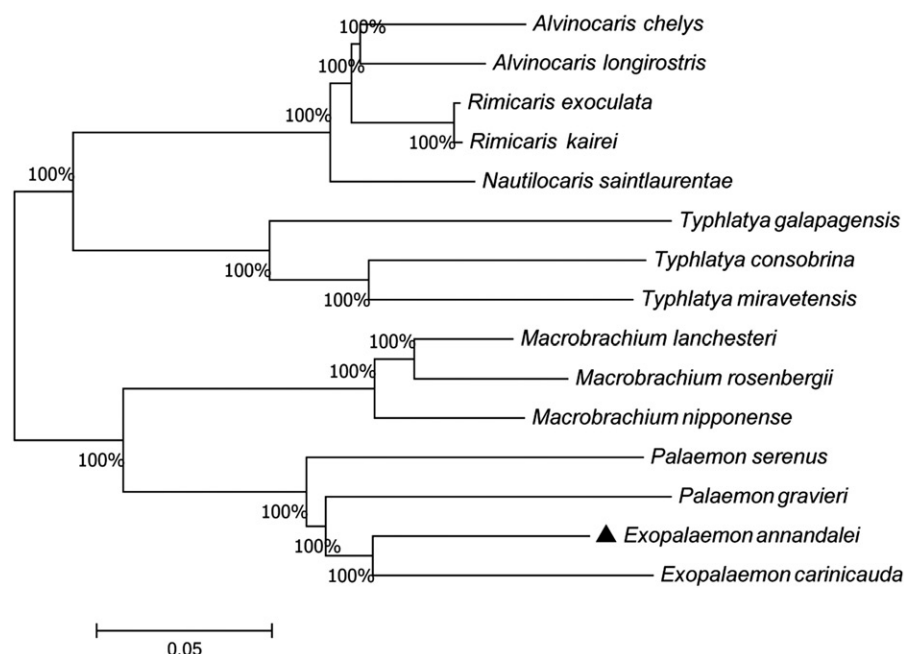 100% Alvinocaris chelys
100% Alvinocaris longirostris
Rimicaris exoculata
100%
100% Rimicaris kairei
100%
Nautilocaris saintlaurentae
Typhlatya galapagensis
Typhlatya consobrina
100%
Typhlatya miravetensis
100%
Macrobrachium lanchesteri
100%
100% Macrobrachium rosenbergii
Macrobrachium nipponense
Palaemon serenus
100%
Palaemon gravieri
100%
▲ Exopalaemon annandalei
100%
100% Exopalaemon carinicauda
0.05